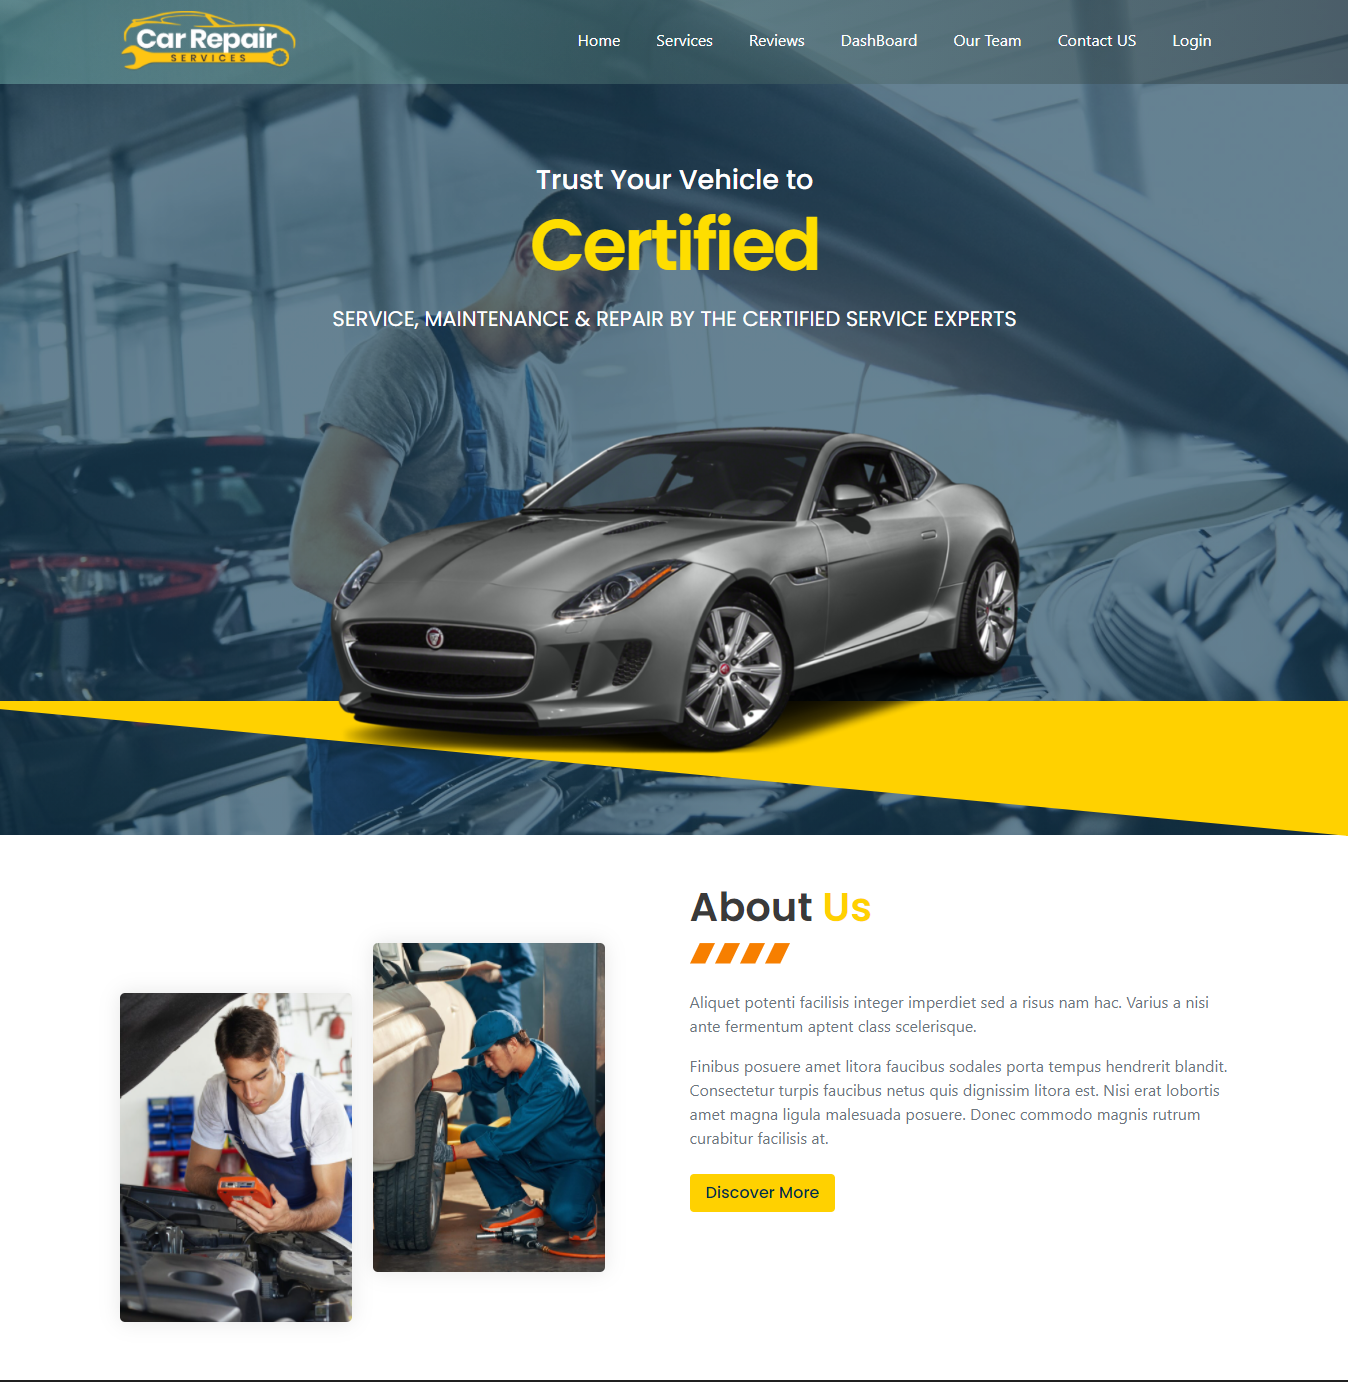 Car Repair
SERVICES
Home Services Reviews DashBoard Our Team Contact US Login
Trust Your Vehicle to
Certified
SERVICE, MAINTENANCE & REPAIR BY THE CERTIFIED SERVICE EXPERTS
About Us
Aliquet potenti facilisis integer imperdiet sed a risus nam hac. Varius a nisi
ante fermentum aptent class scelerisque.
Finibus posuere amet litora faucibus sodales porta tempus hendrerit blandit.
Consectetur turpis faucibus netus quis dignissim litora est. Nisi erat lobortis
amet magna ligula malesuada posuere. Donec commodo magnis rutrum
curabitur facilisis at.
Discover More